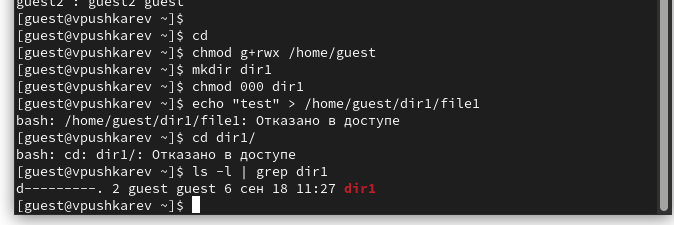 guest2 : guest2 guest
[guest@vpushkarev ~]$
[guest@vpushkarev ~]$ cd
[guest@vpushkarev ~]$ chmod g+rwx /home/guest
[guest@vpushkarev ~]$ mkdir dir1
[guest@vpushkarev ~]$ chmod 000 dir1
[guest@vpushkarev ~]$ echo "test" > /home/guest/dir1/file1
bash: /home/guest/dir1/file1: Отказано в доступе
[guest@vpushkarev ~]$ cd dir1/
bash: cd: dir1/: Отказано в доступе
[guest@vpushkarev ~]$ ls -l | grep dir1
d---------. 2 guest guest 6 сен 18 11:27 dir1
[guest@vpushkarev ~]$